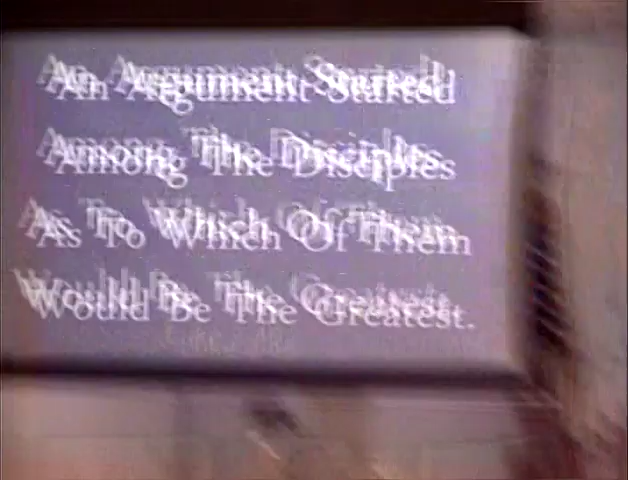 An Argument Started
Among The Disciples
As To Which Of Them
Would Be The Greatest.